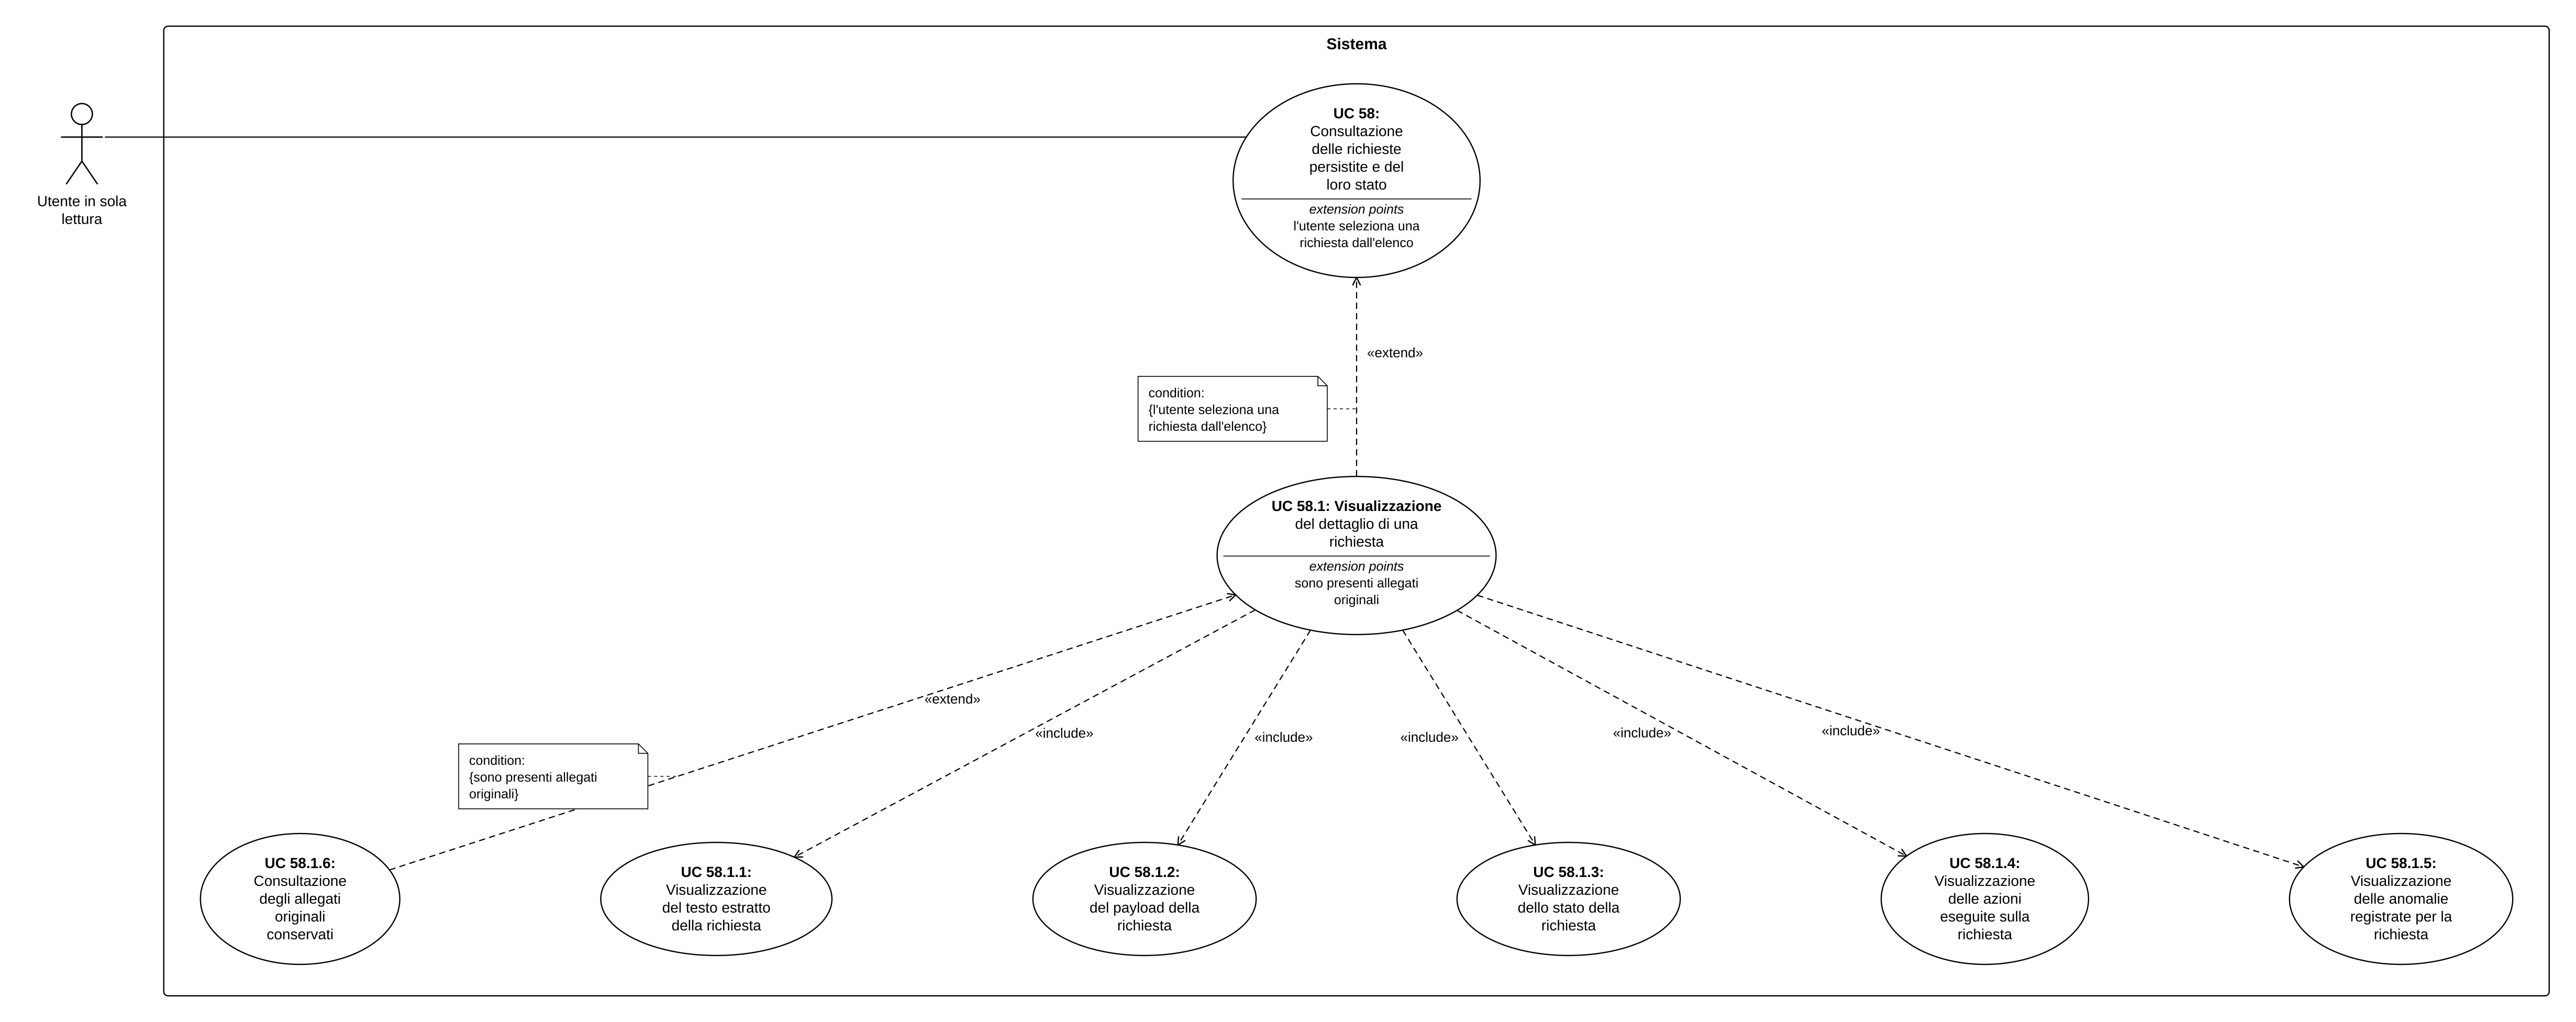 Sistema
Utente in sola
lettura
UC 58:
Consultazione
delle richieste
persistite e del
loro stato
extension points
l'utente seleziona una
richiesta dall'elenco
«extend»
condition:
{l'utente seleziona una
richiesta dall'elenco}
UC 58.1: Visualizzazione
del dettaglio di una
richiesta
extension points
sono presenti allegati
originali
«extend»
«include»
«include»
«include»
«include»
«include»
condition:
{sono presenti allegati
originali}
UC 58.1.6:
Consultazione
degli allegati
originali
conservati
UC 58.1.1:
Visualizzazione
del testo estratto
della richiesta
UC 58.1.2:
Visualizzazione
del payload della
richiesta
UC 58.1.3:
Visualizzazione
dello stato della
richiesta
UC 58.1.4:
Visualizzazione
delle azioni
eseguite sulla
richiesta
UC 58.1.5:
Visualizzazione
delle anomalie
registrate per la
richiesta